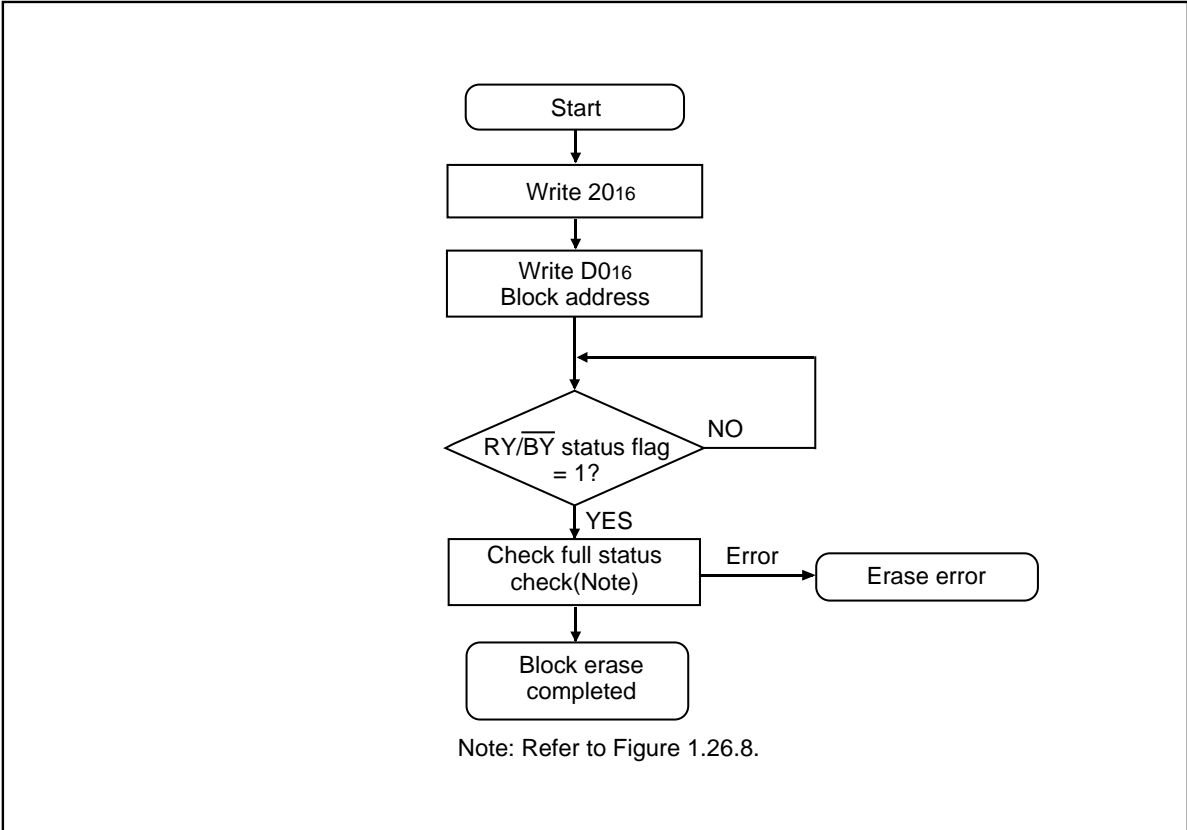 Start
Write 2016
Write D016
Block address
NO
RY/BY status flag
= 1?
YES
Check full status
check(Note)
Error
Erase error
Block erase
completed
Note: Refer to Figure 1.26.8.